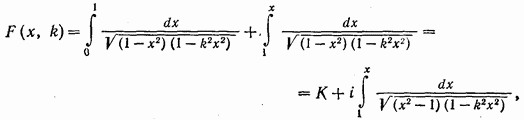 F (x, k) = ∫₀¹ dx / √((1 − x²) (1 − k²x²)) + ∫₁ˣ dx / √((1 − x²) (1 − k²x²)) =
= K + i ∫₁ˣ dx / √((x² − 1) (1 − k²x²)) ,